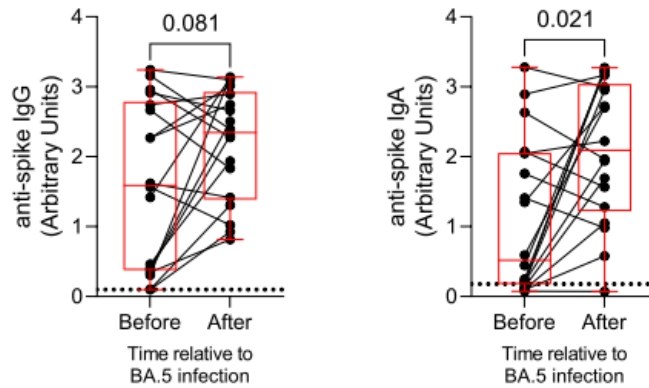 0.081
anti-spike IgG
(Arbitrary Units)
4
3
2
1
0
Before After
Time relative to
BA.5 infection
0.021
anti-spike IgA
(Arbitrary Units)
4
3
2
1
0
Before After
Time relative to
BA.5 infection